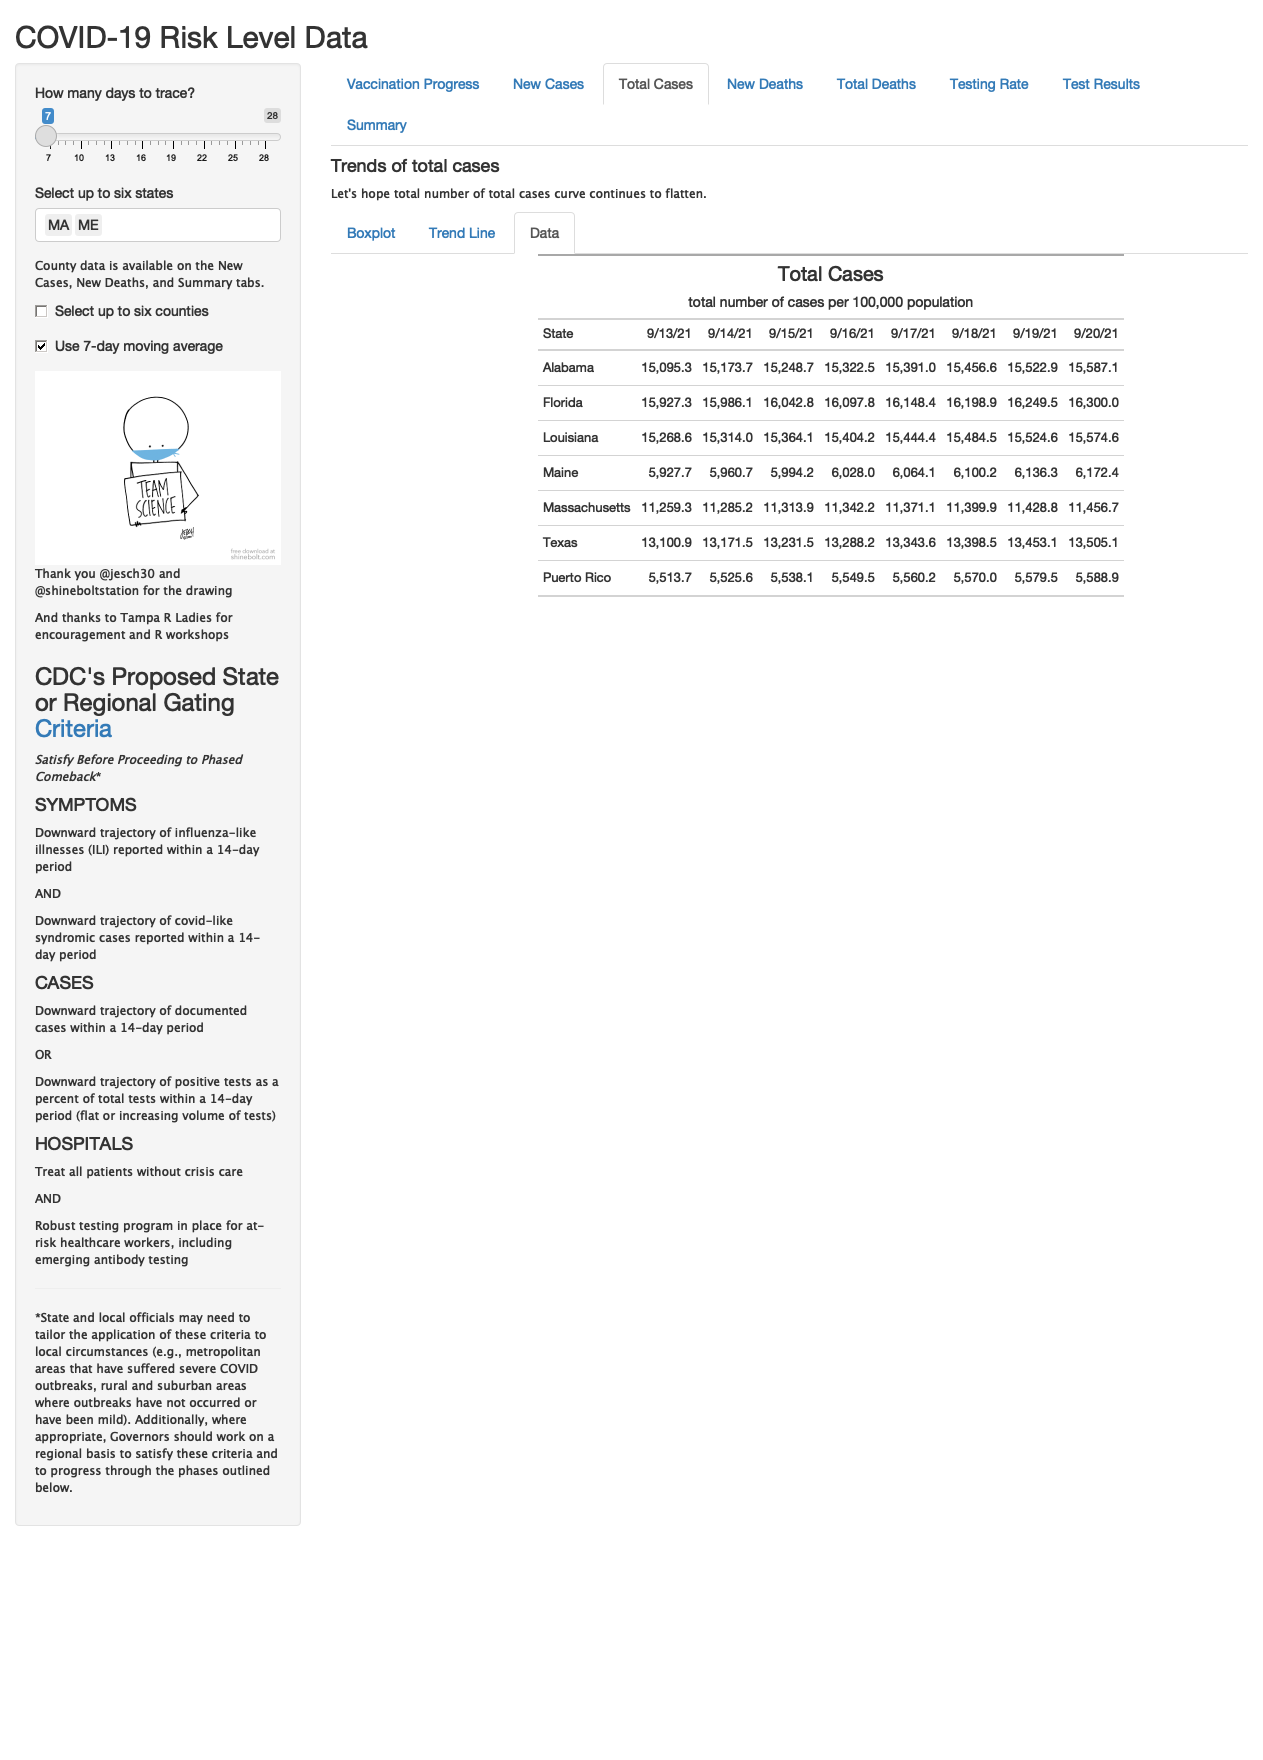 COVID-19 Risk Level Data
How many days to trace?
7 28
7 10 13 16 19 22 25 28
Select up to six states
MA ME
County data is available on the New
Cases, New Deaths, and Summary tabs.
Select up to six counties
Use 7-day moving average
TEAM
SCIENCE
free download at
shinebolt.com
Thank you @jesch30 and
@shineboltstation for the drawing
And thanks to Tampa R Ladies for
encouragement and R workshops
CDC's Proposed State
or Regional Gating
Criteria
Satisfy Before Proceeding to Phased
Comeback*
SYMPTOMS
Downward trajectory of influenza-like
illnesses (ILI) reported within a 14-day
period
AND
Downward trajectory of covid-like
syndromic cases reported within a 14-
day period
CASES
Downward trajectory of documented
cases within a 14-day period
OR
Downward trajectory of positive tests as a
percent of total tests within a 14-day
period (flat or increasing volume of tests)
HOSPITALS
Treat all patients without crisis care
AND
Robust testing program in place for at-
risk healthcare workers, including
emerging antibody testing
*State and local officials may need to
tailor the application of these criteria to
local circumstances (e.g., metropolitan
areas that have suffered severe COVID
outbreaks, rural and suburban areas
where outbreaks have not occurred or
have been mild). Additionally, where
appropriate, Governors should work on a
regional basis to satisfy these criteria and
to progress through the phases outlined
below.
Vaccination Progress New Cases Total Cases New Deaths Total Deaths Testing Rate Test Results
Summary
Trends of total cases
Let's hope total number of total cases curve continues to flatten.
Boxplot Trend Line Data
Total Cases
total number of cases per 100,000 population
State 9/13/21 9/14/21 9/15/21 9/16/21 9/17/21 9/18/21 9/19/21 9/20/21
Alabama 15,095.3 15,173.7 15,248.7 15,322.5 15,391.0 15,456.6 15,522.9 15,587.1
Florida 15,927.3 15,986.1 16,042.8 16,097.8 16,148.4 16,198.9 16,249.5 16,300.0
Louisiana 15,268.6 15,314.0 15,364.1 15,404.2 15,444.4 15,484.5 15,524.6 15,574.6
Maine 5,927.7 5,960.7 5,994.2 6,028.0 6,064.1 6,100.2 6,136.3 6,172.4
Massachusetts 11,259.3 11,285.2 11,313.9 11,342.2 11,371.1 11,399.9 11,428.8 11,456.7
Texas 13,100.9 13,171.5 13,231.5 13,288.2 13,343.6 13,398.5 13,453.1 13,505.1
Puerto Rico 5,513.7 5,525.6 5,538.1 5,549.5 5,560.2 5,570.0 5,579.5 5,588.9